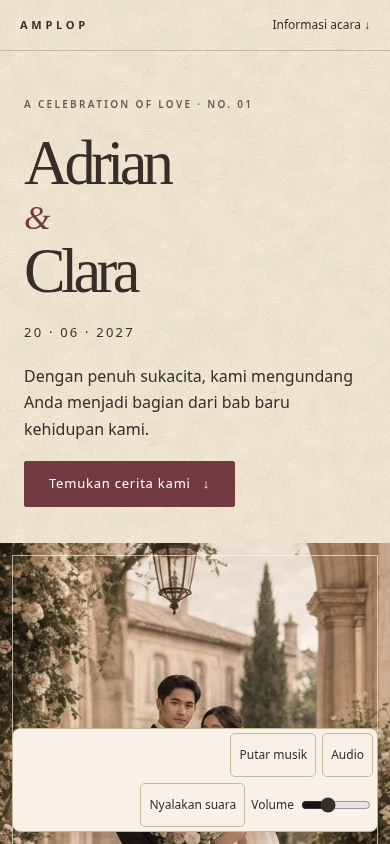 AMPLOP
Informasi acara ↓
A CELEBRATION OF LOVE · NO. 01
Adrian
&
Clara
20 · 06 · 2027
Dengan penuh sukacita, kami mengundang
Anda menjadi bagian dari bab baru
kehidupan kami.
Temukan cerita kami ↓
Putar musik
Audio
Nyalakan suara
Volume